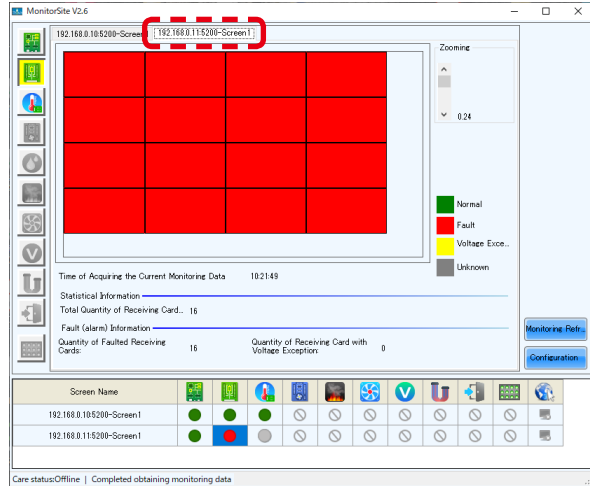 MonitorSite V2.6
192.168.0.10:5200-Screen1
192.168.0.11:5200-Screen1
Zooming
0.24
Normal
Fault
Voltage Exce..
Unknown
Time of Acquiring the Current Monitoring Data 10:21:49
Statistical Information
Total Quantity of Receiving Card.. 16
Fault (alarm) Information
Quantity of Faulted Receiving Cards: 16
Quantity of Receiving Card with Voltage Exception: 0
Monitoring Refr..
Configuration
Screen Name
192.168.0.10:5200-Screen1
192.168.0.11:5200-Screen1
Care status:Offline | Completed obtaining monitoring data